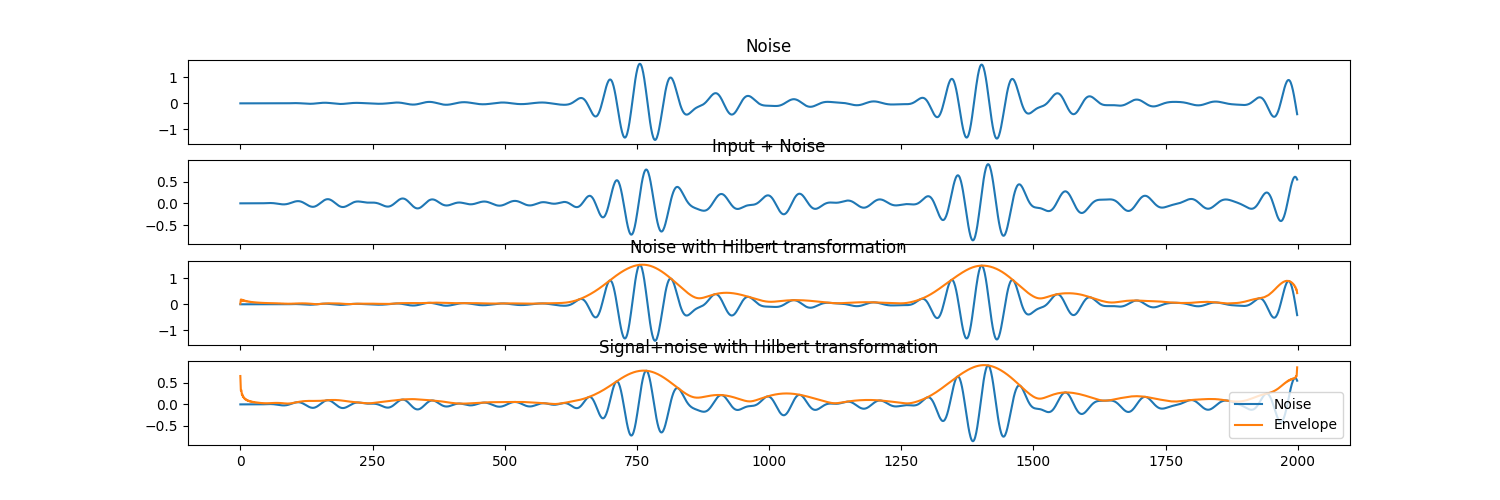 Noise
1
0
−1
Input + Noise
0.5
0.0
−0.5
Noise with Hilbert transformation
1
0
−1
Signal+noise with Hilbert transformation
0.5
0.0
−0.5
Noise
Envelope
0 250 500 750 1000 1250 1500 1750 2000